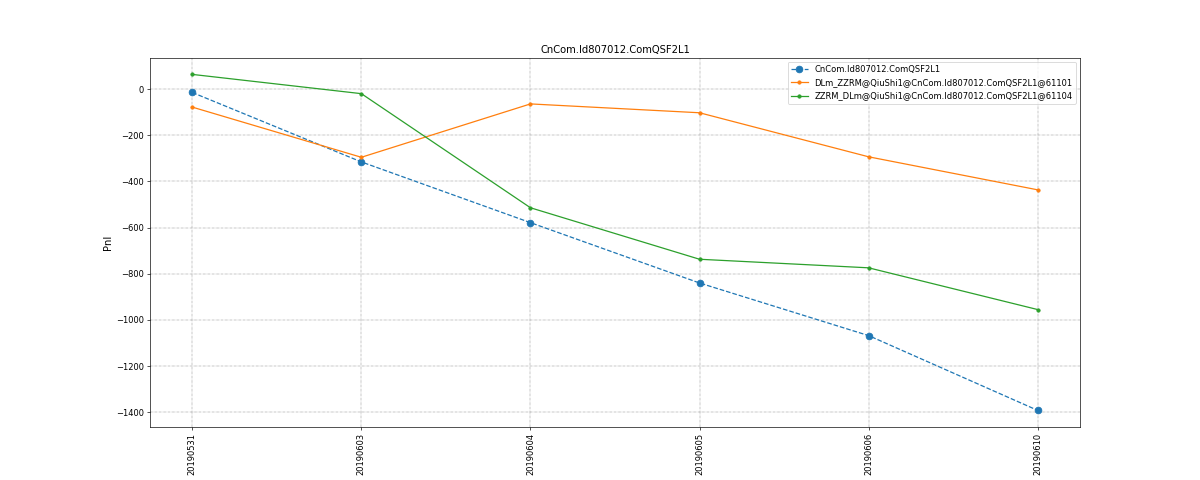 CnCom.Id807012.ComQSF2L1
CnCom.Id807012.ComQSF2L1
DLm_ZZRM@QiuShi1@CnCom.Id807012.ComQSF2L1@61101
ZZRM_DLm@QiuShi1@CnCom.Id807012.ComQSF2L1@61104
0
−200
−400
−600
−800
−1000
−1200
−1400
Pnl
20190531
20190603
20190604
20190605
20190606
20190610